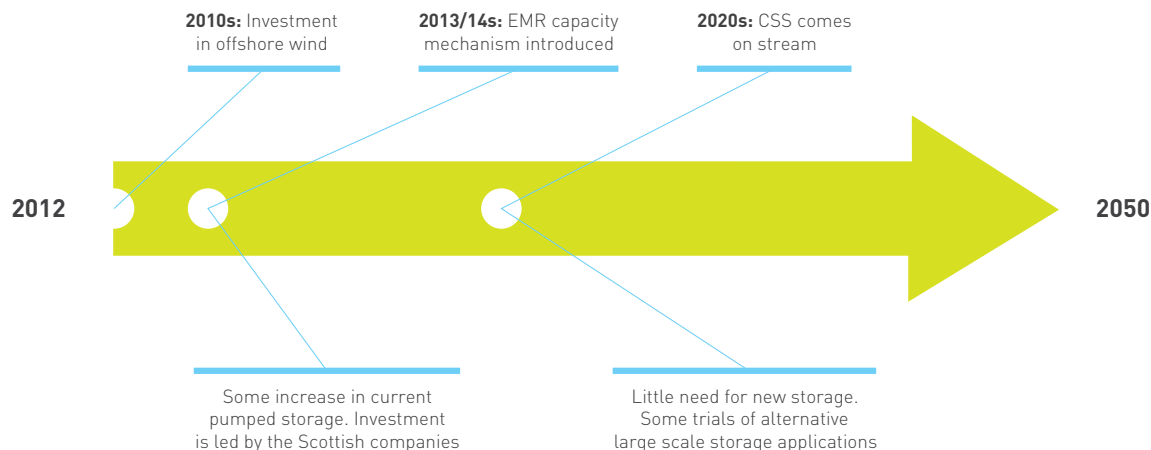 2010s: Investment
in offshore wind
2013/14s: EMR capacity
mechanism introduced
2020s: CSS comes
on stream
2012
2050
Some increase in current
pumped storage. Investment
is led by the Scottish companies
Little need for new storage.
Some trials of alternative
large scale storage applications